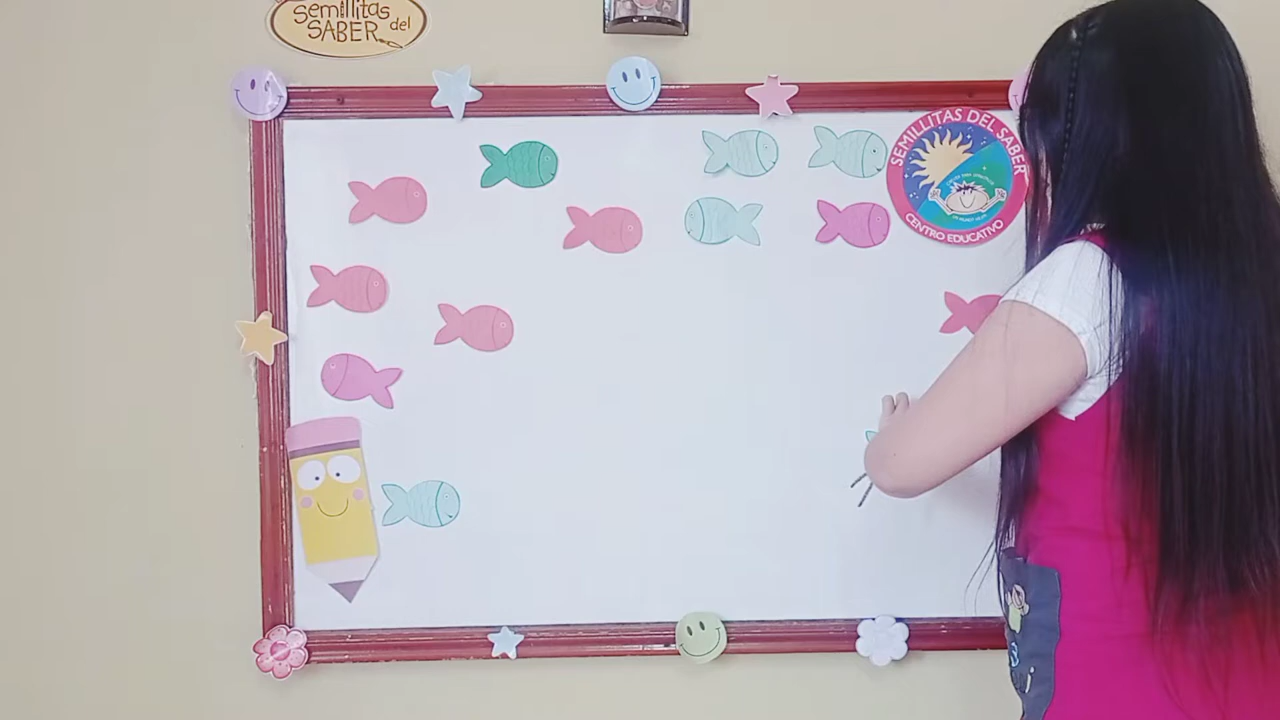 Semillitas
del
SABER
SEMILLITAS DEL SABER
CENTRO EDUCATIVO